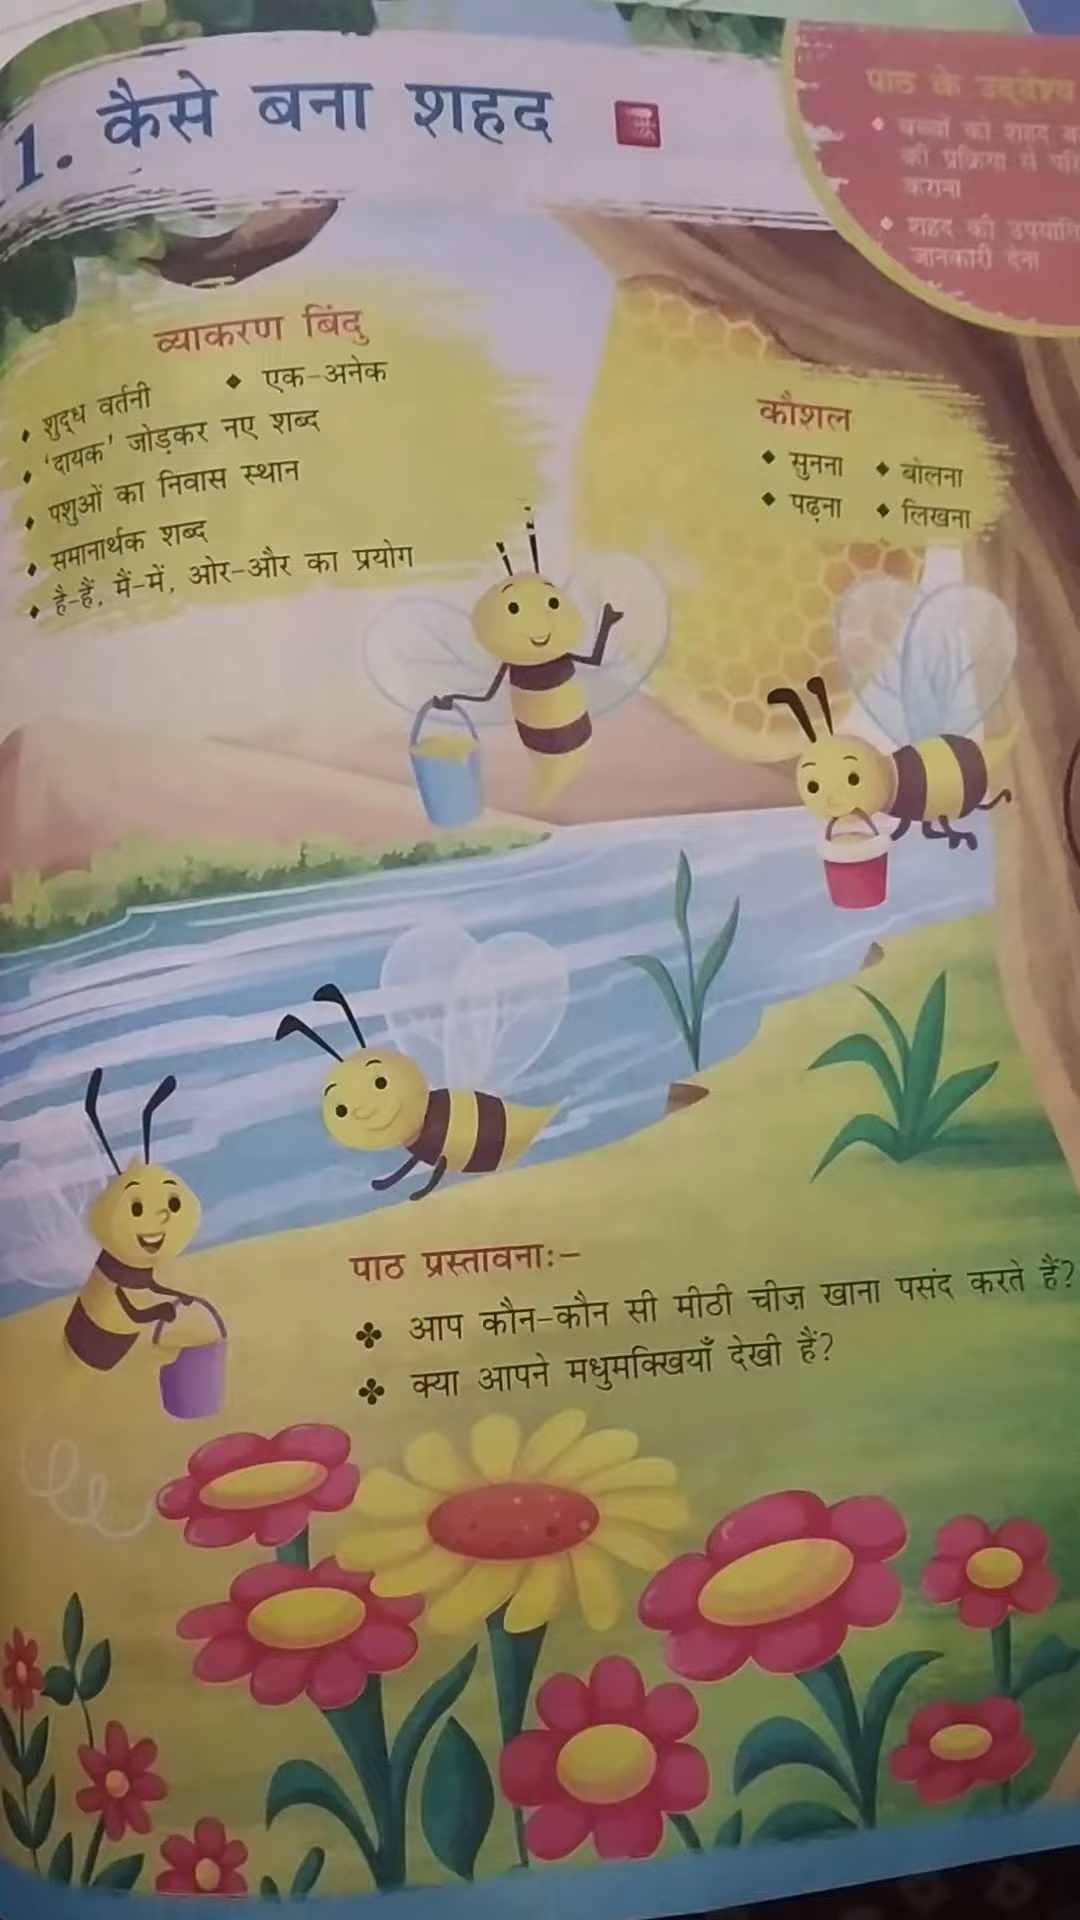 1. कैसे बना शहद
पाठ के उद्देश्य
◆ बच्चों को शहद
की प्रक्रिया से
कराना
◆ शहद की
जानकारी देना
व्याकरण बिंदु
◆ शुद्ध वर्तनी ◆ एक-अनेक
◆ 'दायक' जोड़कर नए शब्द
◆ पशुओं का निवास स्थान
◆ समानार्थक शब्द
◆ है-हैं, मैं-में, ओर-और का प्रयोग
कौशल
◆ सुनना ◆ बोलना
◆ पढ़ना ◆ लिखना
पाठ प्रस्तावनाः–
✤ आप कौन-कौन सी मीठी चीज़ खाना पसंद करते हैं?
✤ क्या आपने मधुमक्खियाँ देखी हैं?